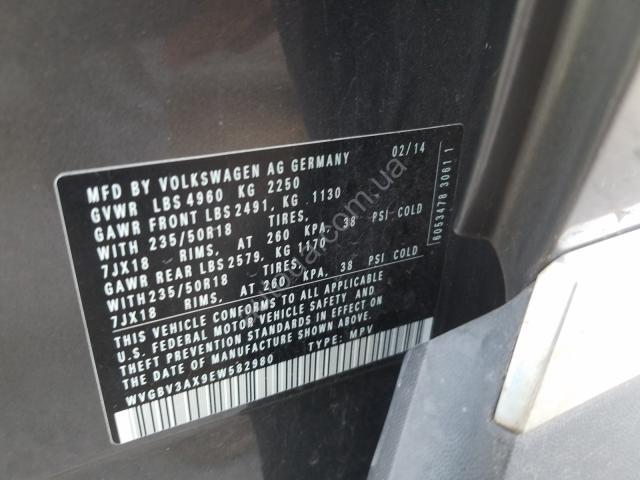 MFD BY VOLKSWAGEN AG GERMANY 02/14
GVWR LBS 4960 KG 2250
GAWR FRONT LBS 2491, KG 1130
WITH 235/50R18 TIRES,
7JX18 RIMS, AT 260 KPA, 38 PSI COLD
GAWR REAR LBS 2579, KG 1170
WITH 235/50R18 TIRES,
7JX18 RIMS, AT 260 KPA, 38 PSI COLD
THIS VEHICLE CONFORMS TO ALL APPLICABLE
U.S. FEDERAL MOTOR VEHICLE SAFETY AND
THEFT PREVENTION STANDARDS IN EFFECT ON
THE DATE OF MANUFACTURE SHOWN ABOVE.
WVGBV3AX9EW582980 TYPE: MPV
6053478 30611